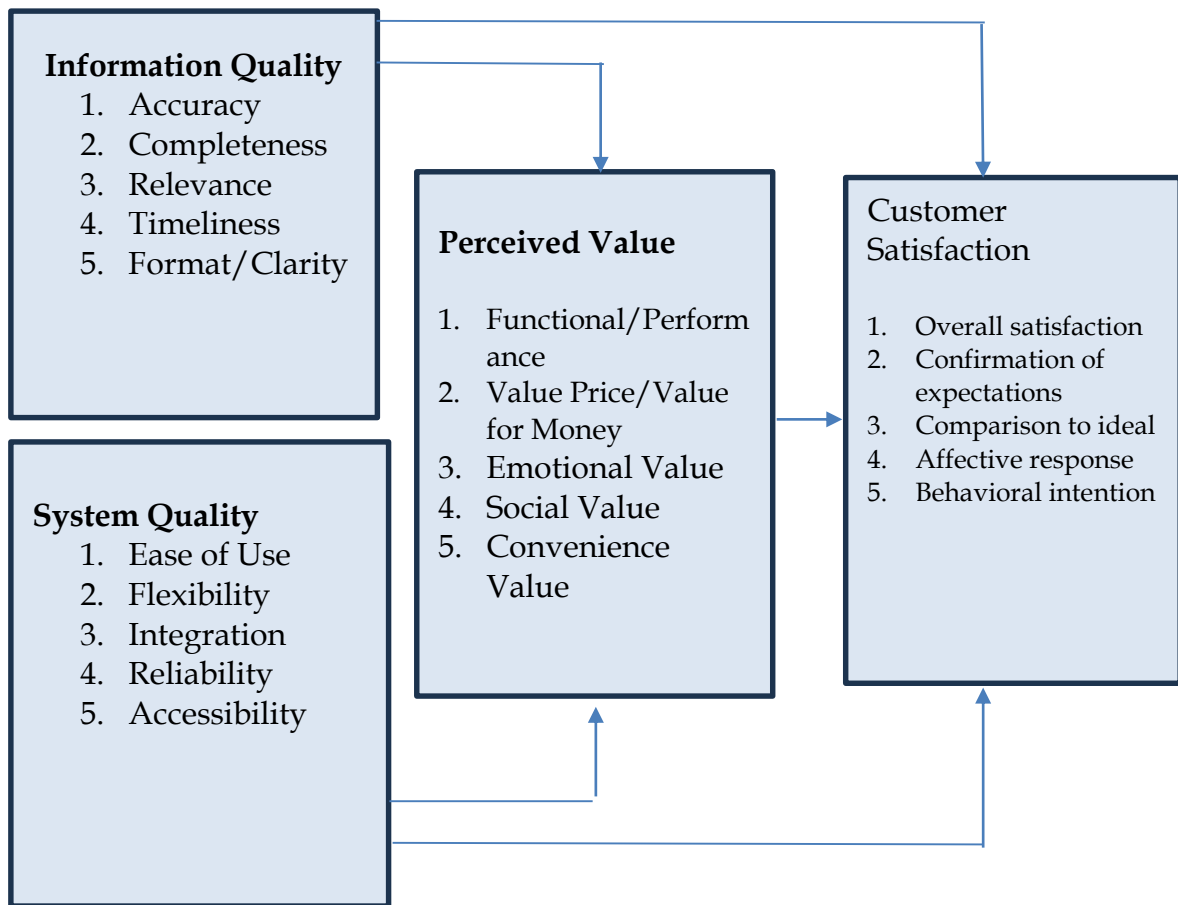 Information Quality
1. Accuracy
2. Completeness
3. Relevance
4. Timeliness
5. Format/Clarity
System Quality
1. Ease of Use
2. Flexibility
3. Integration
4. Reliability
5. Accessibility
Perceived Value
1. Functional/Perform
ance
2. Value Price/Value
for Money
3. Emotional Value
4. Social Value
5. Convenience
Value
Customer
Satisfaction
1. Overall satisfaction
2. Confirmation of
expectations
3. Comparison to ideal
4. Affective response
5. Behavioral intention